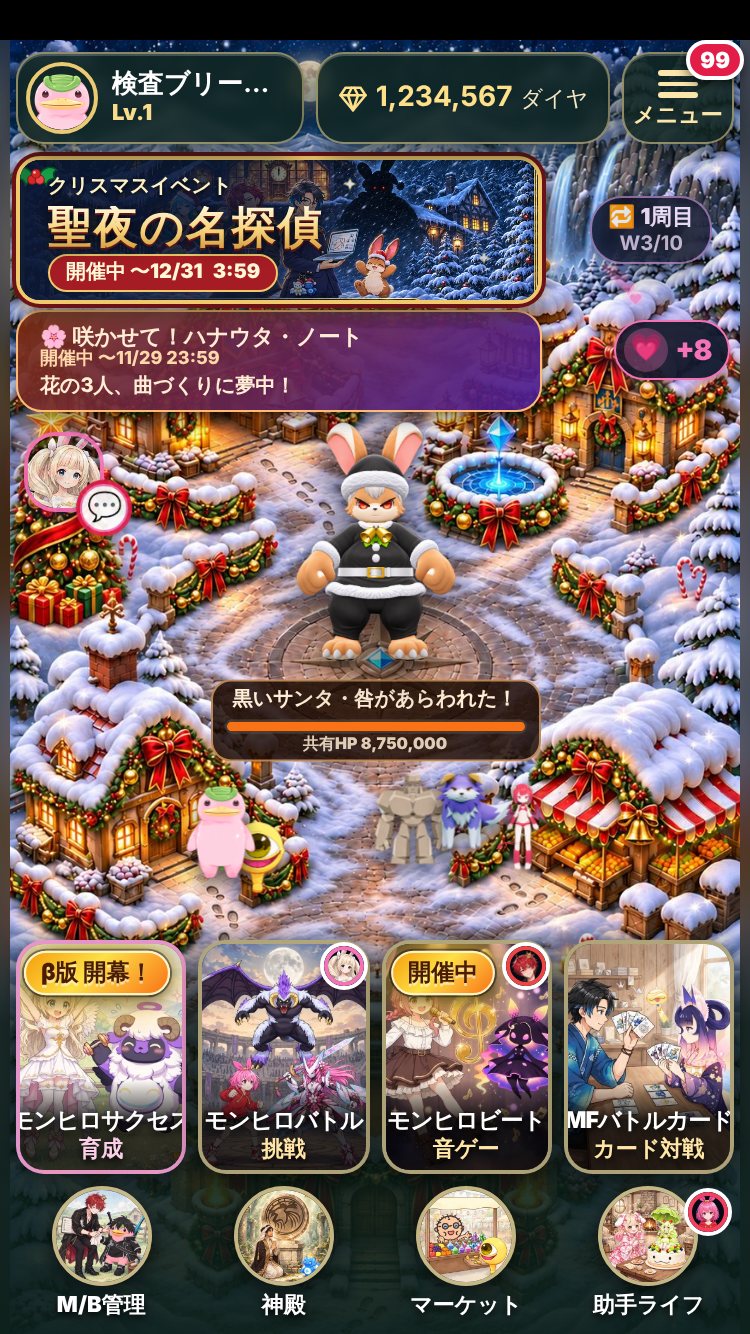 検査ブリー…
Lv.1
1,234,567 ダイヤ
99
メニュー
クリスマスイベント
聖夜の名探偵
開催中 〜12/31 3:59
1周目
W3/10
咲かせて！ハナウタ・ノート
開催中 〜11/29 23:59
花の3人、曲づくりに夢中！
+8
黒いサンタ・咎があらわれた！
共有HP 8,750,000
β版 開幕！
モンヒロサクセス
育成
モンヒロバトル
挑戦
開催中
モンヒロビート
音ゲー
MFバトルカード
カード対戦
M/B管理
神殿
マーケット
助手ライフ